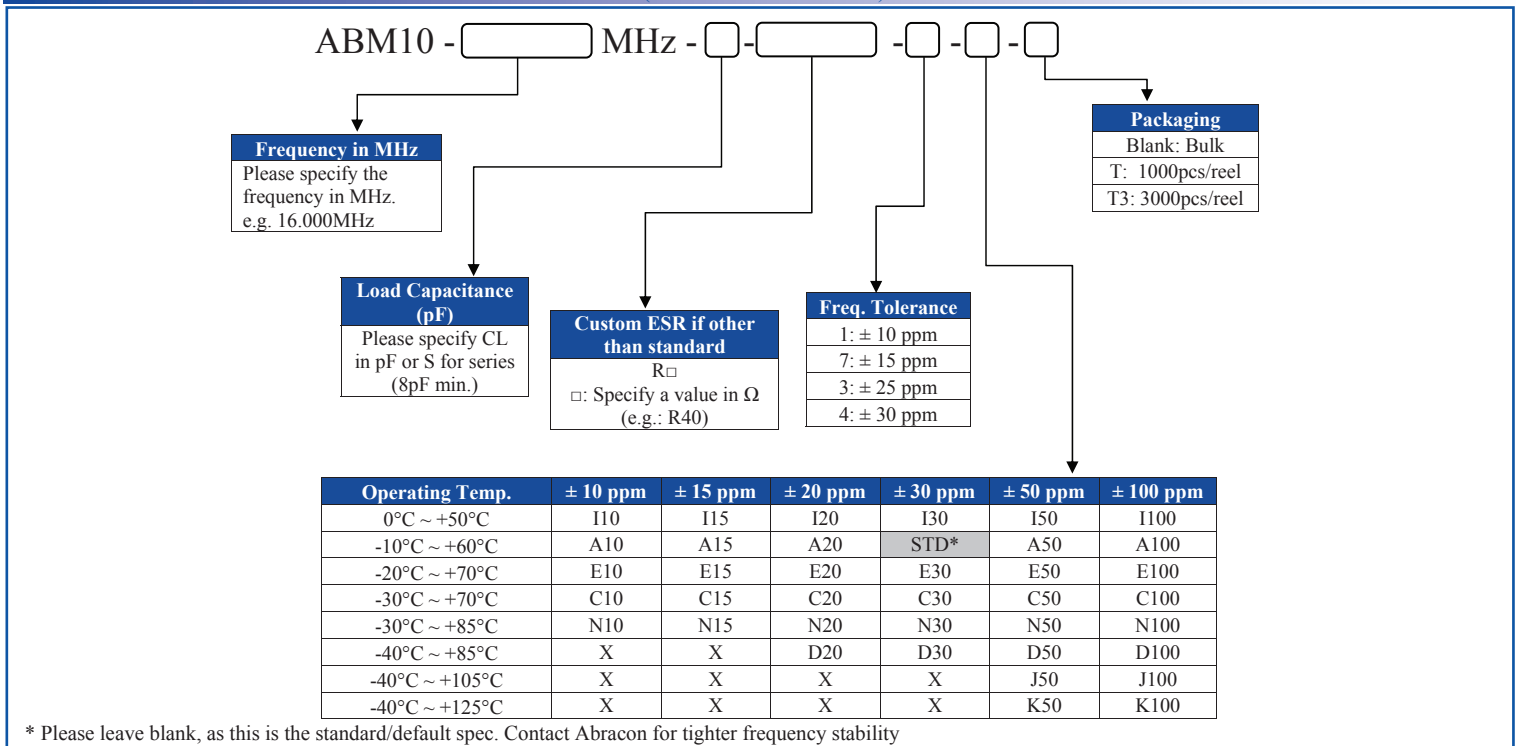 ABM10 - MHz - - - - -
Packaging
Blank: Bulk
T: 1000pcs/reel
T3: 3000pcs/reel
Frequency in MHz
Please specify the
frequency in MHz.
e.g. 16.000MHz
Load Capacitance
(pF)
Please specify CL
in pF or S for series
(8pF min.)
Custom ESR if other
than standard
R□
□: Specify a value in Ω
(e.g.: R40)
Freq. Tolerance
1: ± 10 ppm
7: ± 15 ppm
3: ± 25 ppm
4: ± 30 ppm
Operating Temp. ± 10 ppm ± 15 ppm ± 20 ppm ± 30 ppm ± 50 ppm ± 100 ppm
0°C ~ +50°C I10 I15 I20 I30 I50 I100
-10°C ~ +60°C A10 A15 A20 STD* A50 A100
-20°C ~ +70°C E10 E15 E20 E30 E50 E100
-30°C ~ +70°C C10 C15 C20 C30 C50 C100
-30°C ~ +85°C N10 N15 N20 N30 N50 N100
-40°C ~ +85°C X X D20 D30 D50 D100
-40°C ~ +105°C X X X X J50 J100
-40°C ~ +125°C X X X X K50 K100
* Please leave blank, as this is the standard/default spec. Contact Abracon for tighter frequency stability